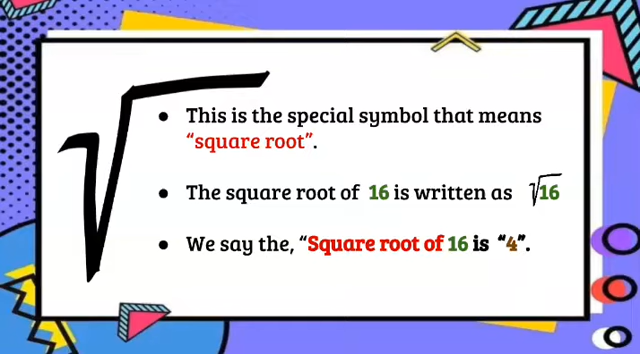 ● This is the special symbol that means
“square root”.
● The square root of 16 is written as √16
● We say the, “Square root of 16 is “4”.